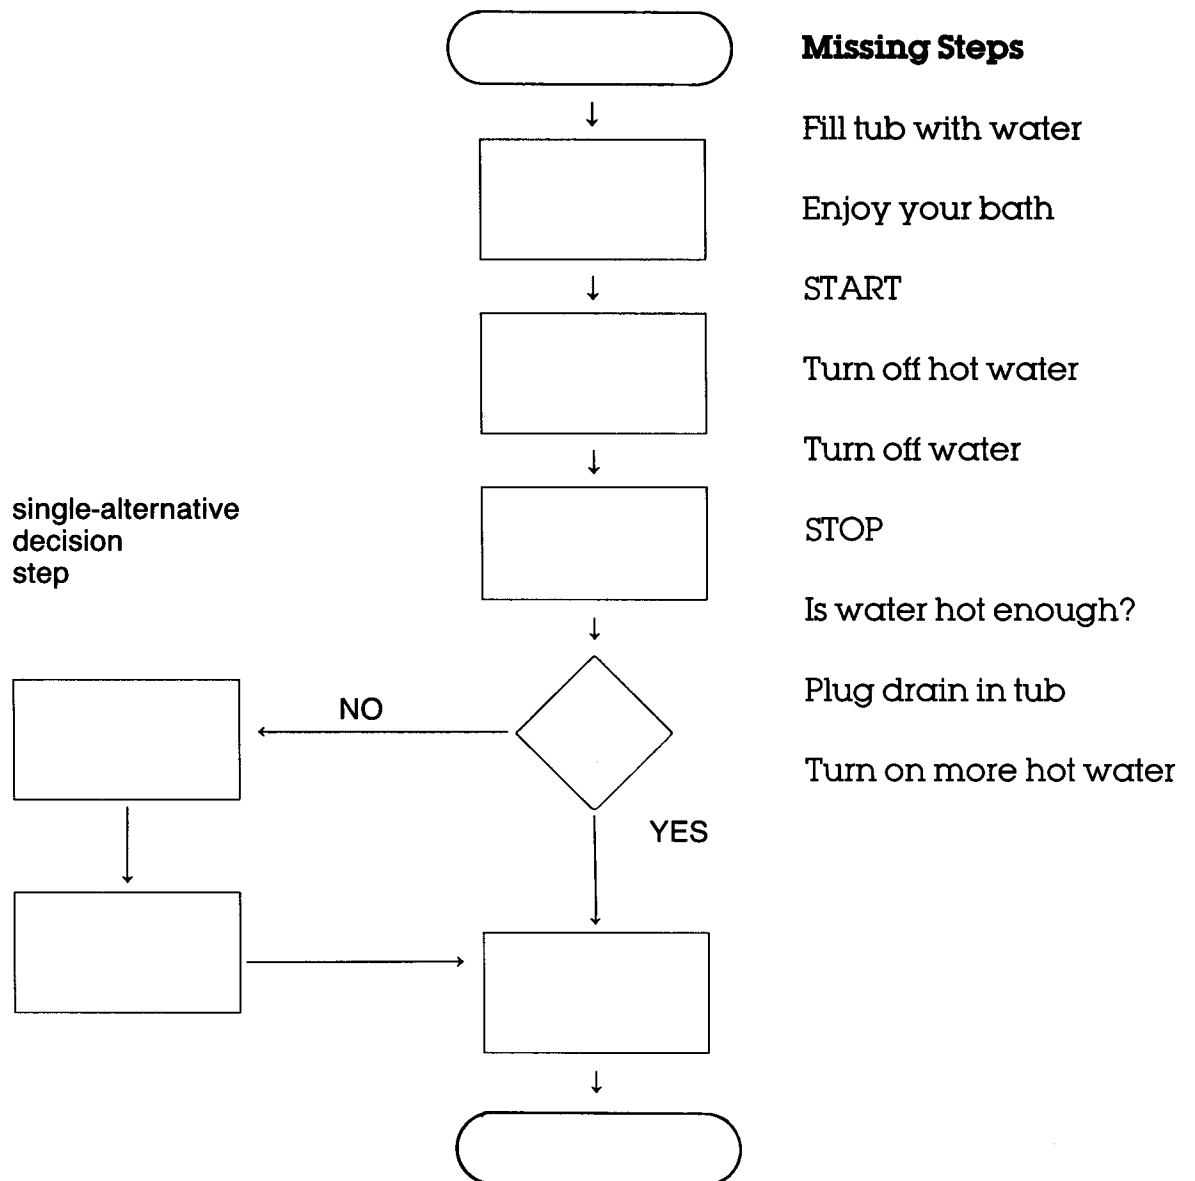 Missing Steps
Fill tub with water
Enjoy your bath
START
Turn off hot water
Turn off water
single-alternative
decision
step
STOP
Is water hot enough?
Plug drain in tub
NO
Turn on more hot water
YES